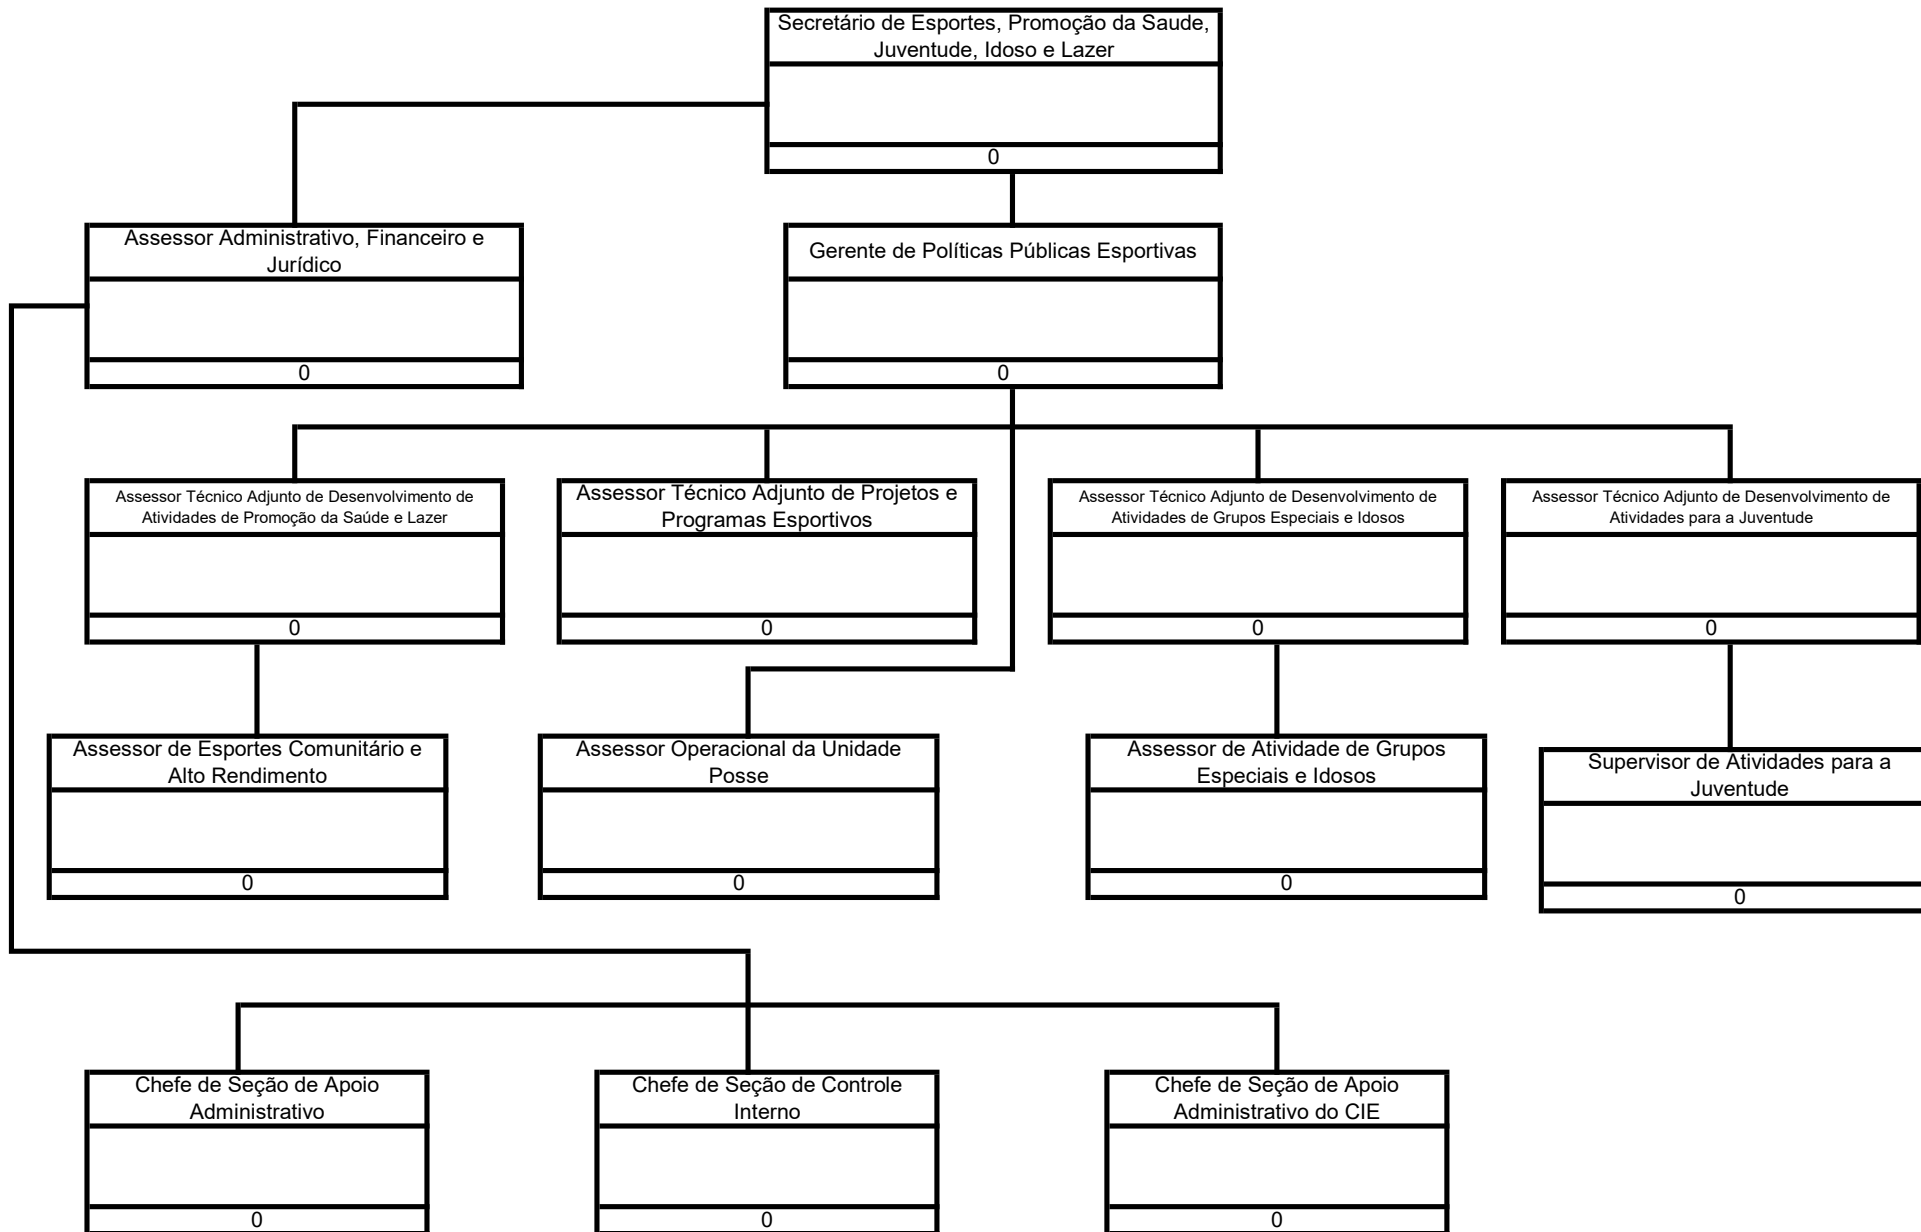 Secretário de Esportes, Promoção da Saude,
Juventude, Idoso e Lazer
0
Assessor Administrativo, Financeiro e
Jurídico
0
Gerente de Políticas Públicas Esportivas
0
Assessor Técnico Adjunto de Desenvolvimento de
Atividades de Promoção da Saúde e Lazer
0
Assessor Técnico Adjunto de Projetos e
Programas Esportivos
0
Assessor Técnico Adjunto de Desenvolvimento de
Atividades de Grupos Especiais e Idosos
0
Assessor Técnico Adjunto de Desenvolvimento de
Atividades para a Juventude
0
Assessor de Esportes Comunitário e
Alto Rendimento
0
Assessor Operacional da Unidade
Posse
0
Assessor de Atividade de Grupos
Especiais e Idosos
0
Supervisor de Atividades para a
Juventude
0
Chefe de Seção de Apoio
Administrativo
0
Chefe de Seção de Controle
Interno
0
Chefe de Seção de Apoio
Administrativo do CIE
0